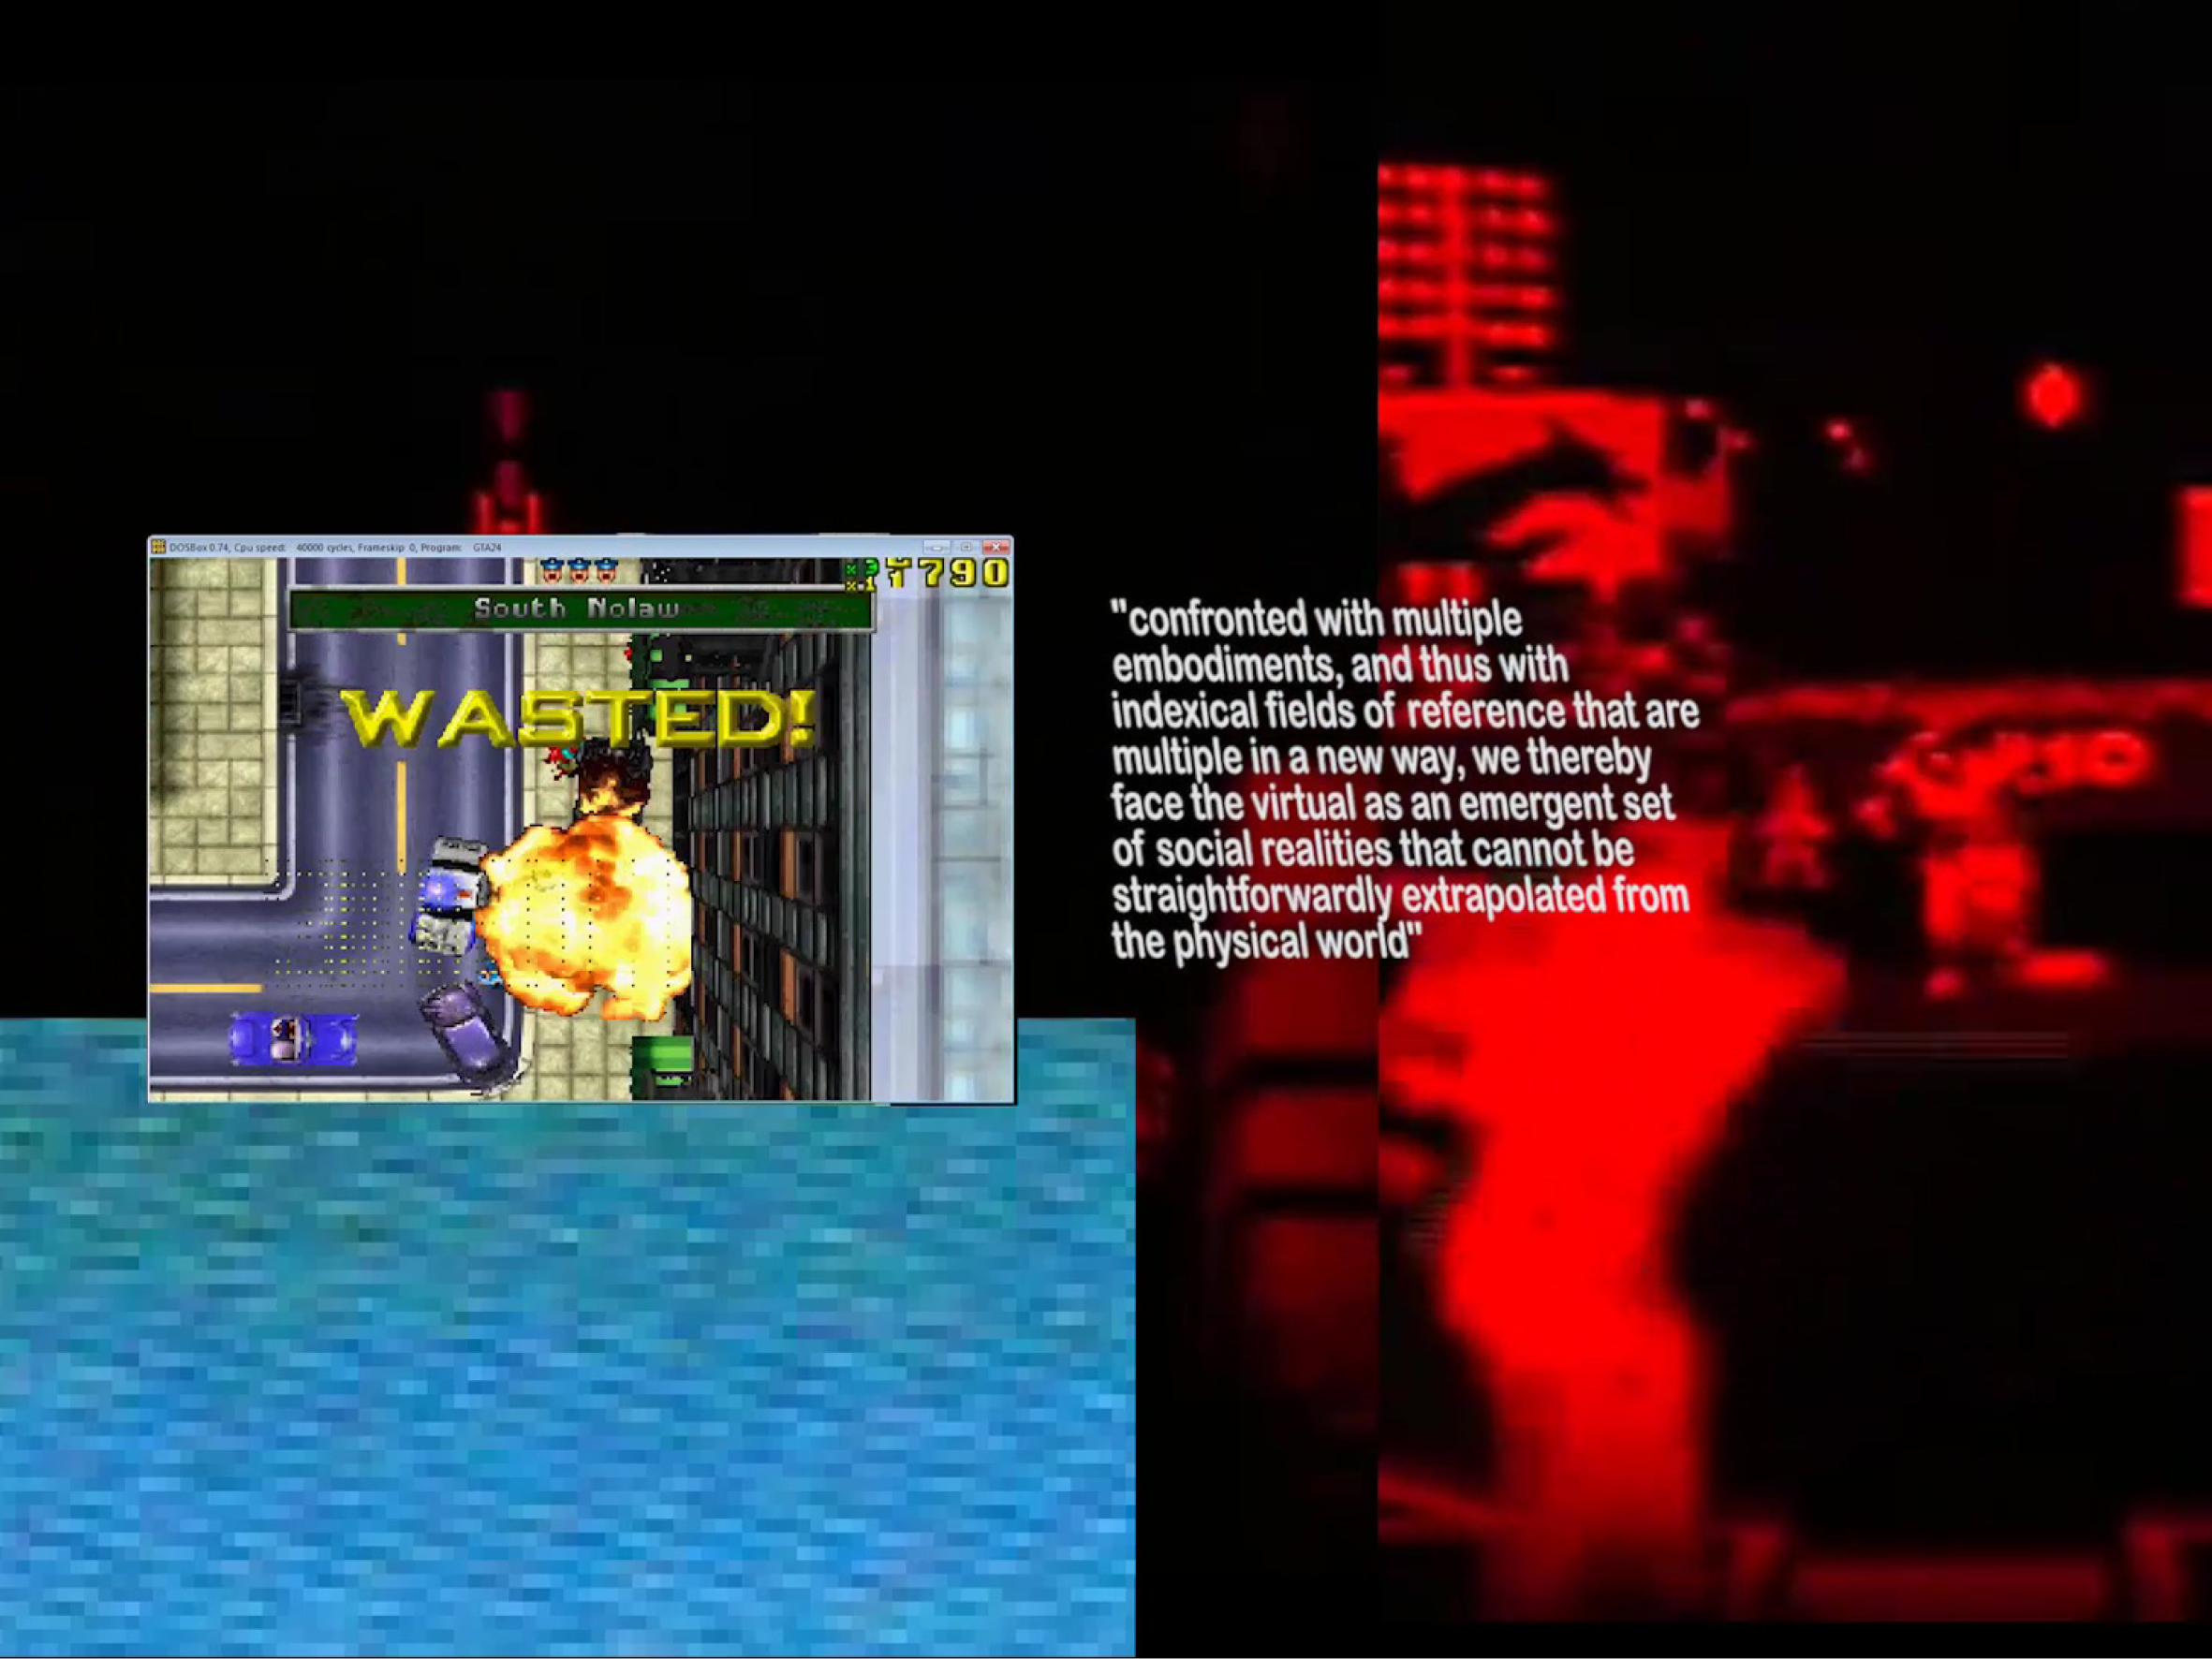 DOSBox 0.74, Cpu speed: 40000 cycles, Frameskip 0, Program: GTA24
790
South Nolaw
WASTED!
"confronted with multiple
embodiments, and thus with
indexical fields of reference that are
multiple in a new way, we thereby
face the virtual as an emergent set
of social realities that cannot be
straightforwardly extrapolated from
the physical world"